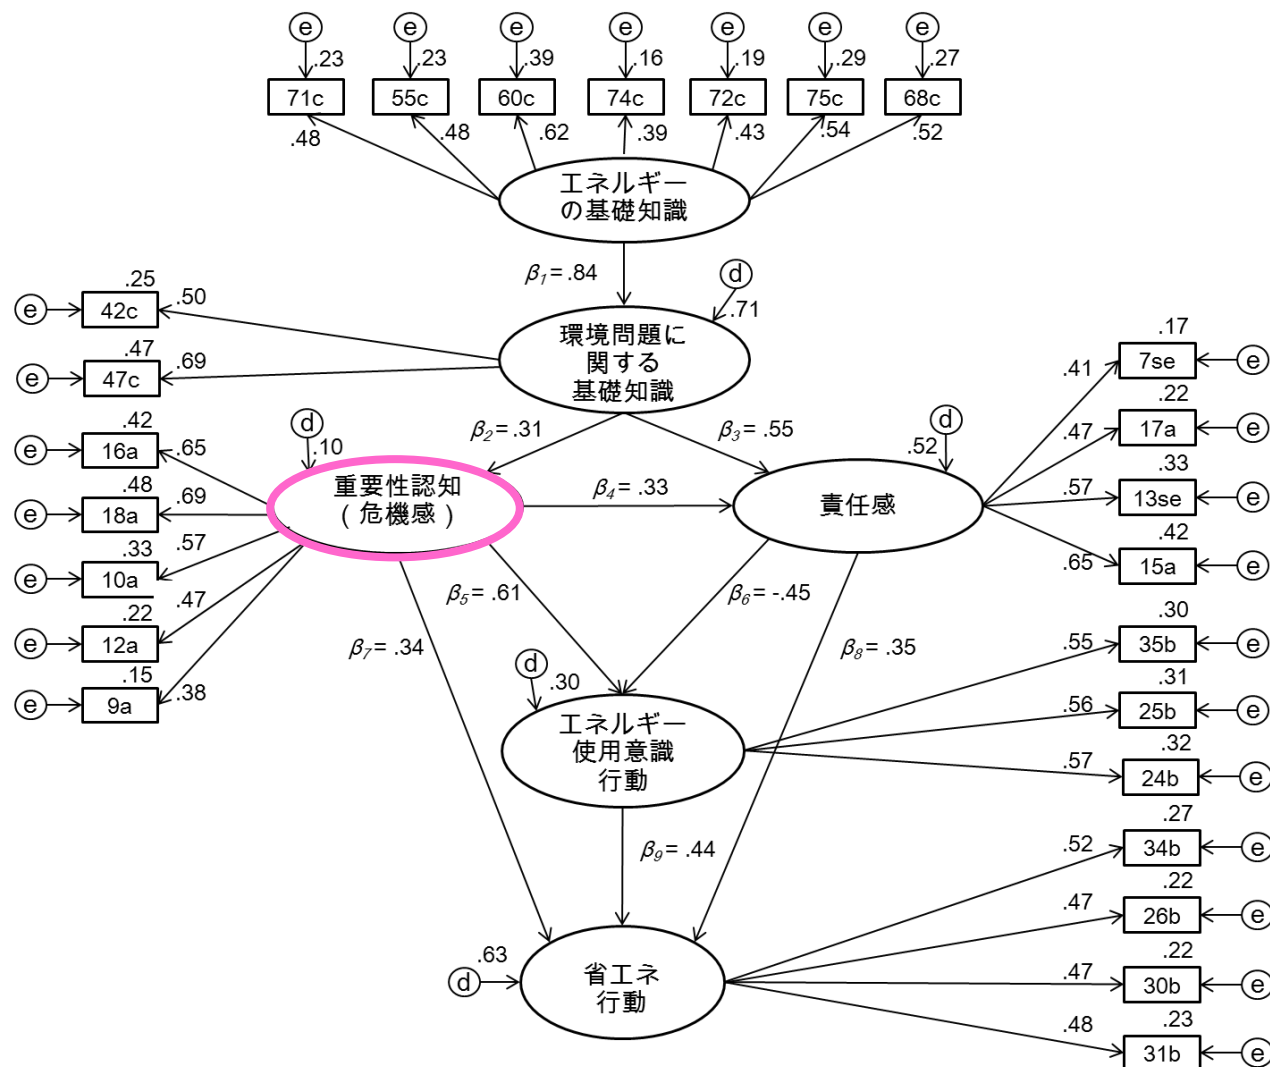 e e e e e e e
.23 .23 .39 .16 .19 .29 .27
71c 55c 60c 74c 72c 75c 68c
.48 .48 .62 .39 .43 .54 .52
エネルギー
の基礎知識
β1= .84
d
.71
環境問題に
関する
基礎知識
.25
e 42c .50
.47
e 47c .69
β2= .31
β3= .55
d
.10
重要性認知
(危機感)
β4= .33
d
.52
責任感
.42
e 16a .65
.48
e 18a .69
.33
e 10a .57
.22
e 12a .47
.15
e 9a .38
.17
.41 7se e
.22
.47 17a e
.33
.57 13se e
.42
.65 15a e
β5= .61
β6= -.45
β7= .34
β8= .35
d
.30
エネルギー
使用意識
行動
.30
.55 35b e
.31
.56 25b e
.32
.57 24b e
β9= .44
.63
d
省エネ
行動
.27
.52 34b e
.22
.47 26b e
.22
.47 30b e
.23
.48 31b e